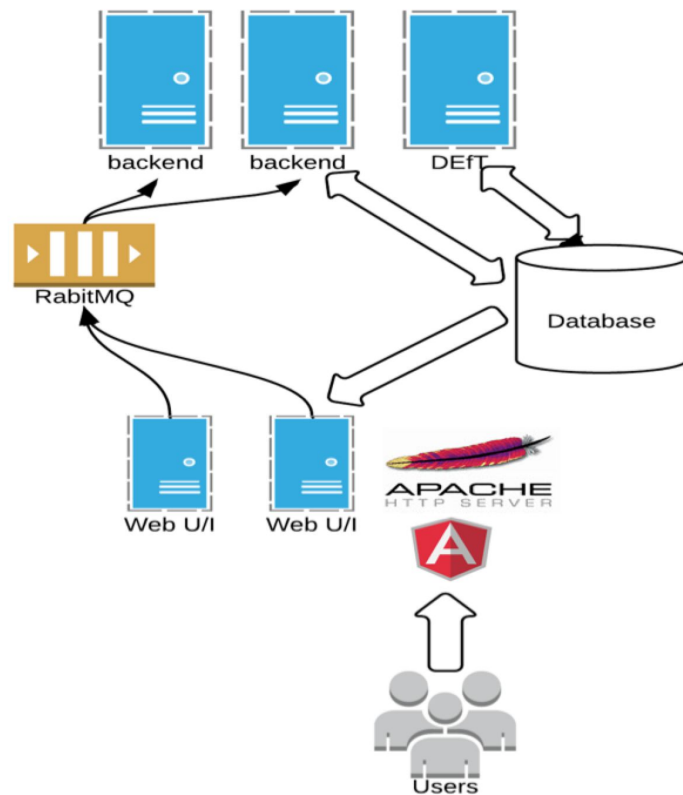 backend
backend
DEfT
RabitMQ
Database
Web U/I
Web U/I
APACHE
HTTP SERVER
A
Users